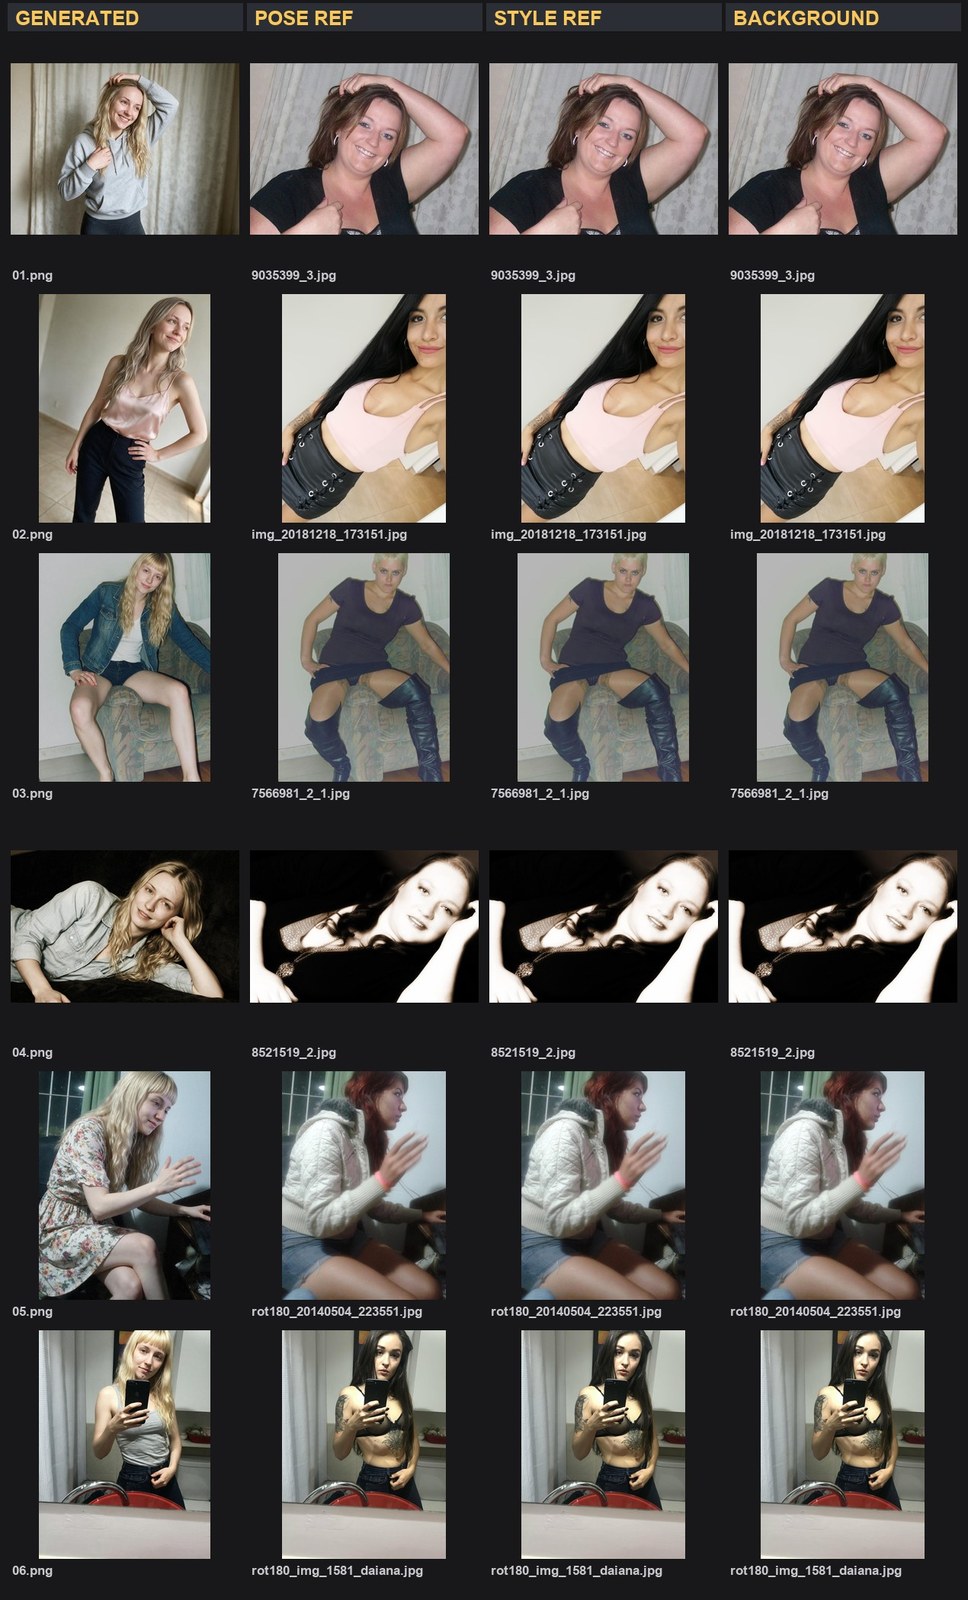 GENERATED POSE REF STYLE REF BACKGROUND
01.png 9035399_3.jpg 9035399_3.jpg 9035399_3.jpg
02.png img_20181218_173151.jpg img_20181218_173151.jpg img_20181218_173151.jpg
03.png 7566981_2_1.jpg 7566981_2_1.jpg 7566981_2_1.jpg
04.png 8521519_2.jpg 8521519_2.jpg 8521519_2.jpg
05.png rot180_20140504_223551.jpg rot180_20140504_223551.jpg rot180_20140504_223551.jpg
06.png rot180_img_1581_daiana.jpg rot180_img_1581_daiana.jpg rot180_img_1581_daiana.jpg